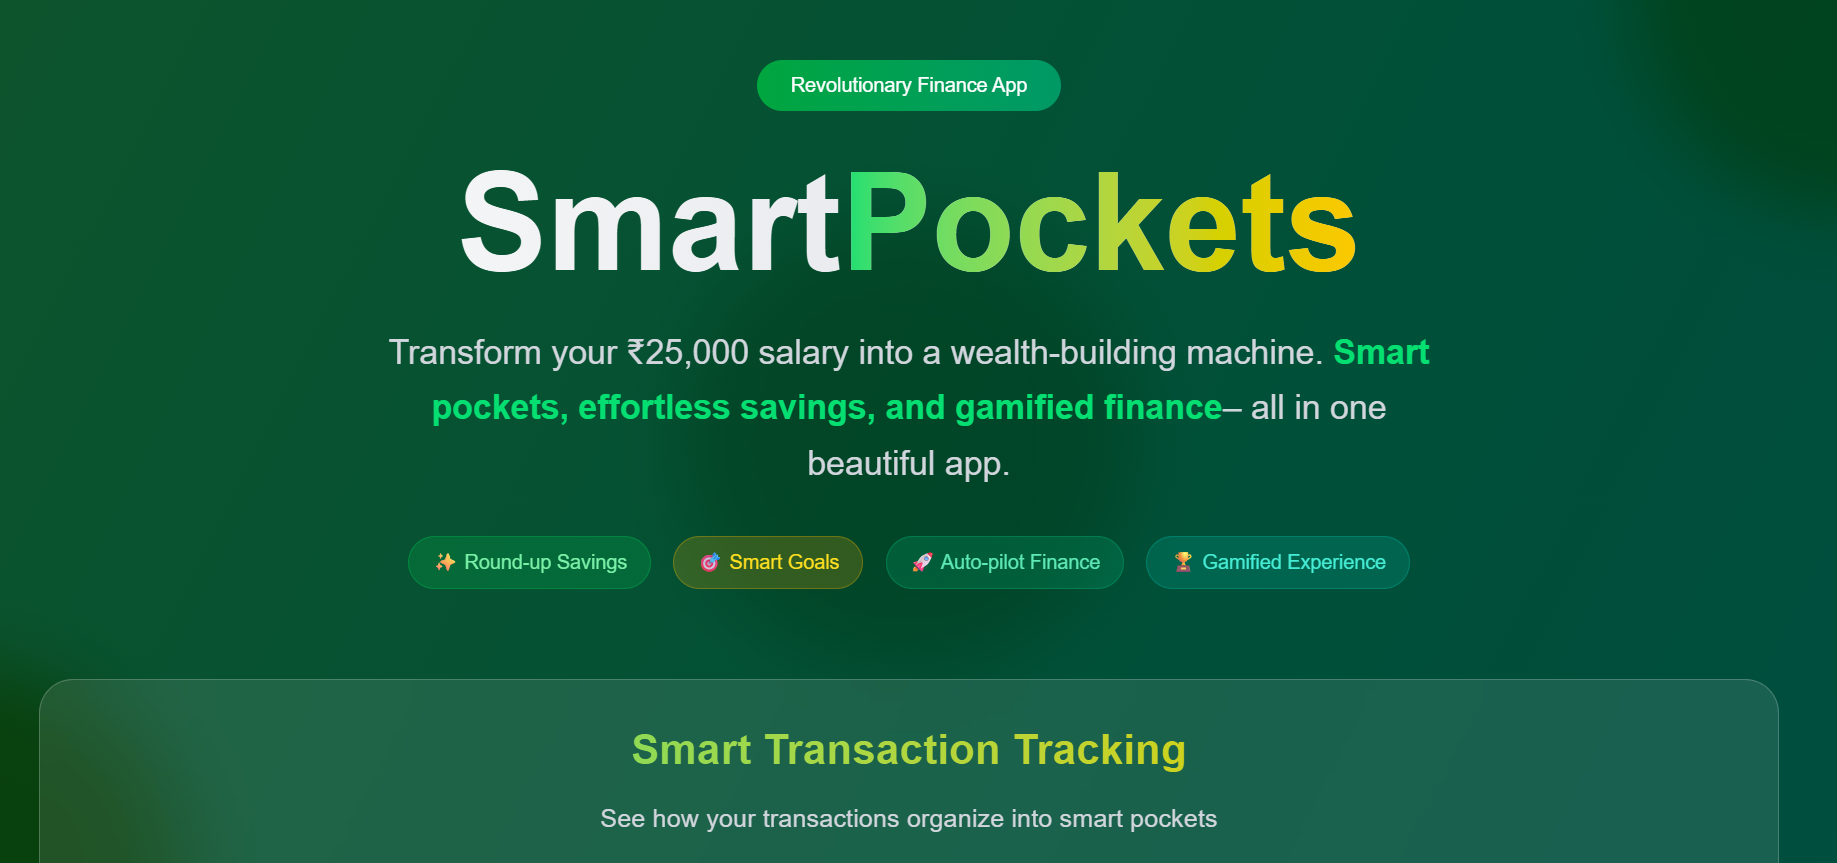 Revolutionary Finance App
SmartPockets
Transform your ₹25,000 salary into a wealth-building machine. Smart
pockets, effortless savings, and gamified finance– all in one
beautiful app.
✨ Round-up Savings
🎯 Smart Goals
🚀 Auto-pilot Finance
🏆 Gamified Experience
Smart Transaction Tracking
See how your transactions organize into smart pockets